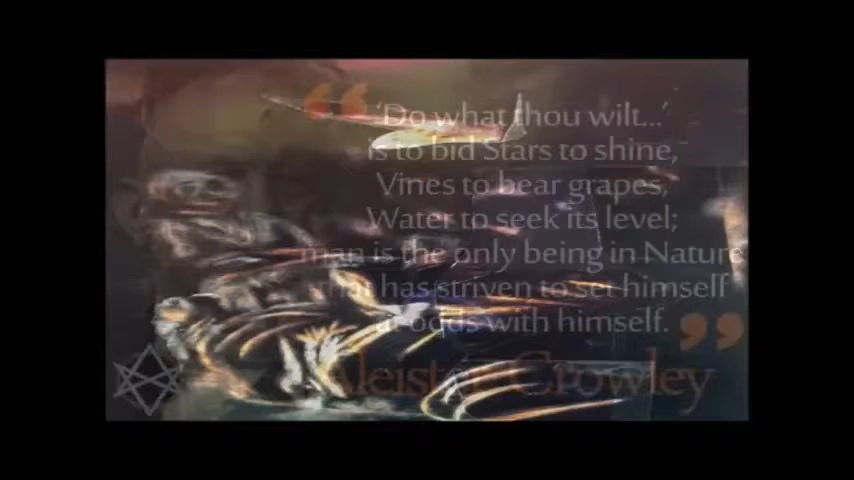 “ 'Do what thou wilt...'
is to bid Stars to shine,
Vines to bear grapes,
Water to seek its level;
man is the only being in Nature
that has striven to set himself
at odds with himself. ”
Aleister Crowley